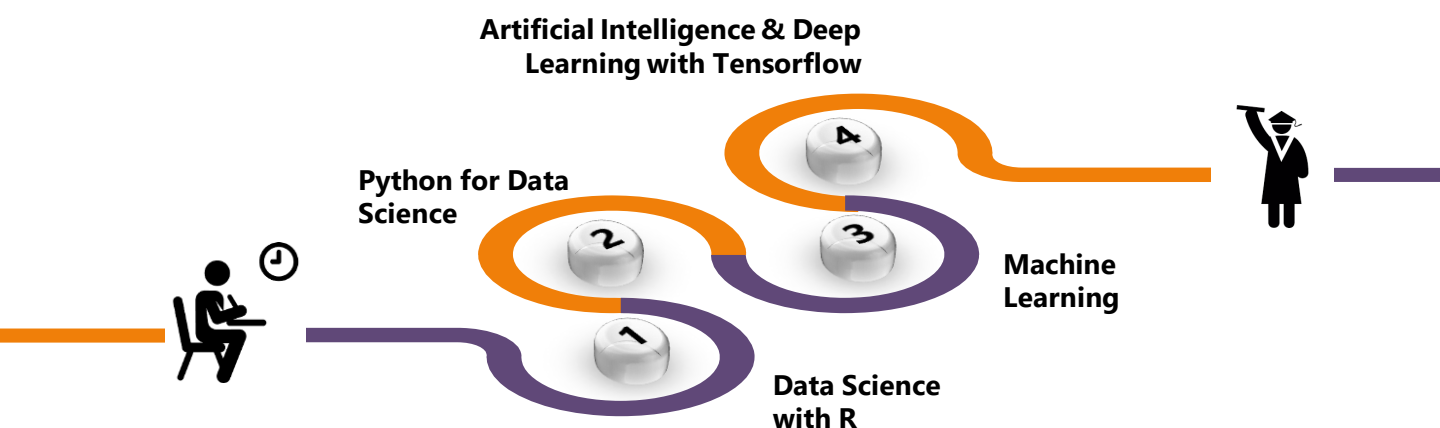 Artificial Intelligence & Deep
Learning with Tensorflow
4
Python for Data
Science
2
3
Machine
Learning
1
Data Science
with R